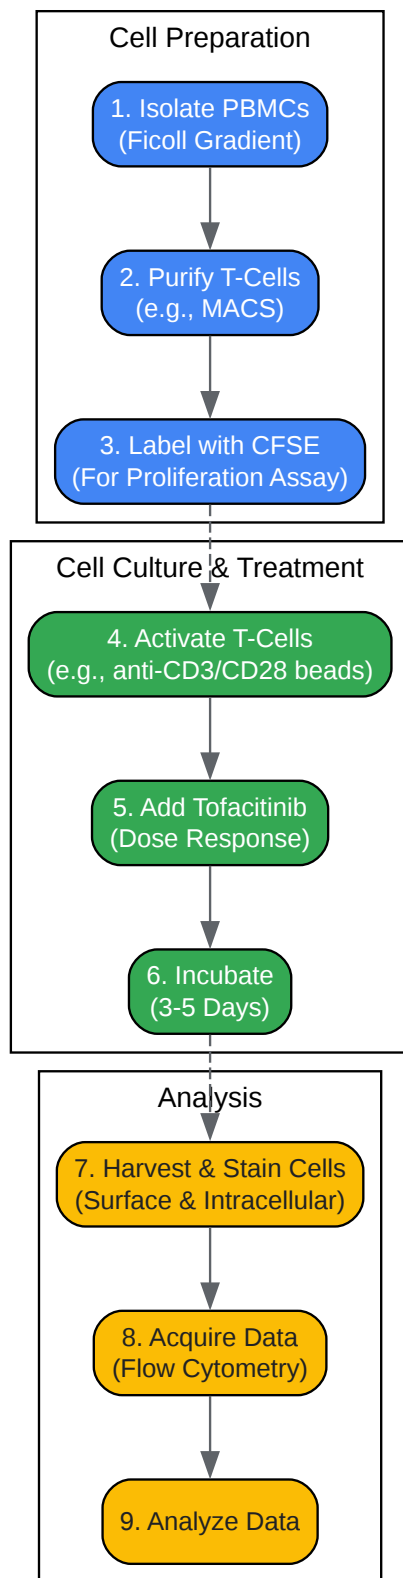 Cell Preparation
1. Isolate PBMCs
(Ficoll Gradient)
2. Purify T-Cells
(e.g., MACS)
3. Label with CFSE
(For Proliferation Assay)
Cell Culture & Treatment
4. Activate T-Cells
(e.g., anti-CD3/CD28 beads)
5. Add Tofacitinib
(Dose Response)
6. Incubate
(3-5 Days)
Analysis
7. Harvest & Stain Cells
(Surface & Intracellular)
8. Acquire Data
(Flow Cytometry)
9. Analyze Data